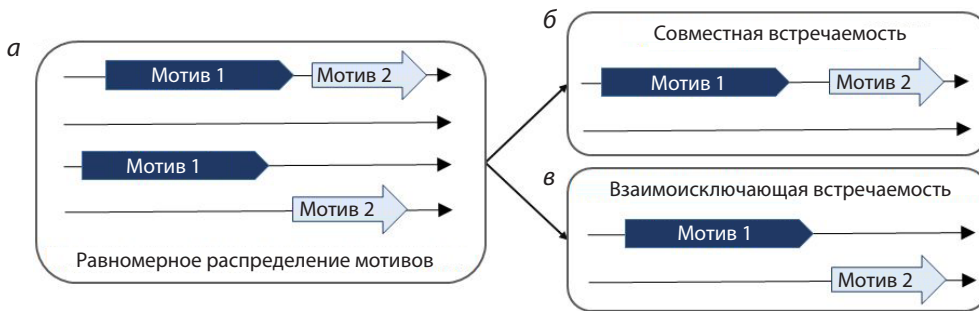 а
Мотив 1 Мотив 2
Мотив 1
Мотив 2
Равномерное распределение мотивов
б
Совместная встречаемость
Мотив 1 Мотив 2
в
Взаимоисключающая встречаемость
Мотив 1
Мотив 2